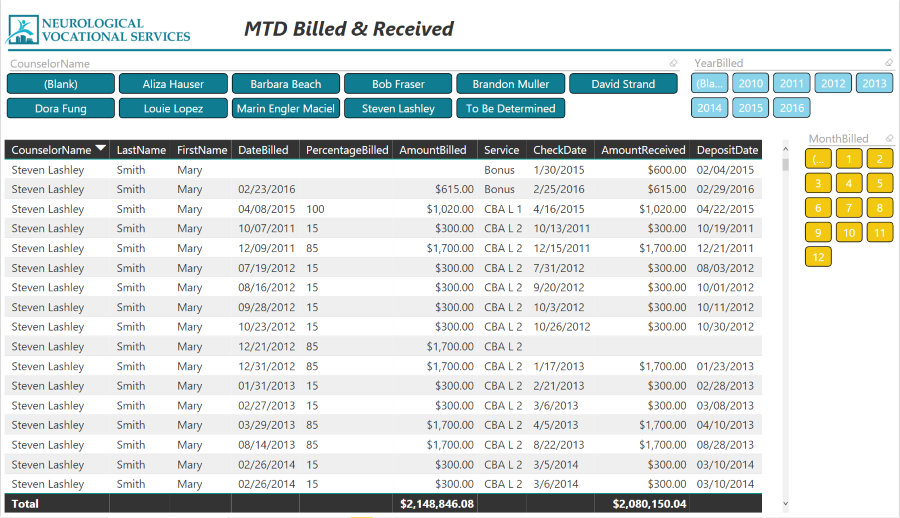 NEUROLOGICAL
VOCATIONAL SERVICES
MTD Billed & Received
CounselorName
(Blank) Aliza Hauser Barbara Beach Bob Fraser Brandon Muller David Strand
Dora Fung Louie Lopez Marin Engler Maciel Steven Lashley To Be Determined
YearBilled
(Bla... 2010 2011 2012 2013
2014 2015 2016
MonthBilled
(... 1 2
3 4 5
6 7 8
9 10 11
12
CounselorName LastName FirstName DateBilled PercentageBilled AmountBilled Service CheckDate AmountReceived DepositDate
Steven Lashley Smith Mary Bonus 1/30/2015 $600.00 02/04/2015
Steven Lashley Smith Mary 02/23/2016 $615.00 Bonus 2/25/2016 $615.00 02/29/2016
Steven Lashley Smith Mary 04/08/2015 100 $1,020.00 CBA L 1 4/16/2015 $1,020.00 04/22/2015
Steven Lashley Smith Mary 10/07/2011 15 $300.00 CBA L 2 10/13/2011 $300.00 10/19/2011
Steven Lashley Smith Mary 12/09/2011 85 $1,700.00 CBA L 2 12/15/2011 $1,700.00 12/21/2011
Steven Lashley Smith Mary 07/19/2012 15 $300.00 CBA L 2 7/31/2012 $300.00 08/03/2012
Steven Lashley Smith Mary 08/16/2012 15 $300.00 CBA L 2 9/20/2012 $300.00 10/01/2012
Steven Lashley Smith Mary 09/28/2012 15 $300.00 CBA L 2 10/3/2012 $300.00 10/11/2012
Steven Lashley Smith Mary 10/23/2012 15 $300.00 CBA L 2 10/26/2012 $300.00 10/30/2012
Steven Lashley Smith Mary 12/21/2012 85 $1,700.00 CBA L 2
Steven Lashley Smith Mary 12/31/2012 85 $1,700.00 CBA L 2 1/17/2013 $1,700.00 01/23/2013
Steven Lashley Smith Mary 01/31/2013 15 $300.00 CBA L 2 2/21/2013 $300.00 02/28/2013
Steven Lashley Smith Mary 02/27/2013 15 $300.00 CBA L 2 3/6/2013 $300.00 03/08/2013
Steven Lashley Smith Mary 03/29/2013 85 $1,700.00 CBA L 2 4/5/2013 $1,700.00 04/10/2013
Steven Lashley Smith Mary 08/14/2013 85 $1,700.00 CBA L 2 8/22/2013 $1,700.00 08/28/2013
Steven Lashley Smith Mary 02/26/2014 15 $300.00 CBA L 2 3/5/2014 $300.00 03/10/2014
Steven Lashley Smith Mary 02/26/2014 15 $300.00 CBA L 2 3/6/2014 $300.00 03/10/2014
Total $2,148,846.08 $2,080,150.04